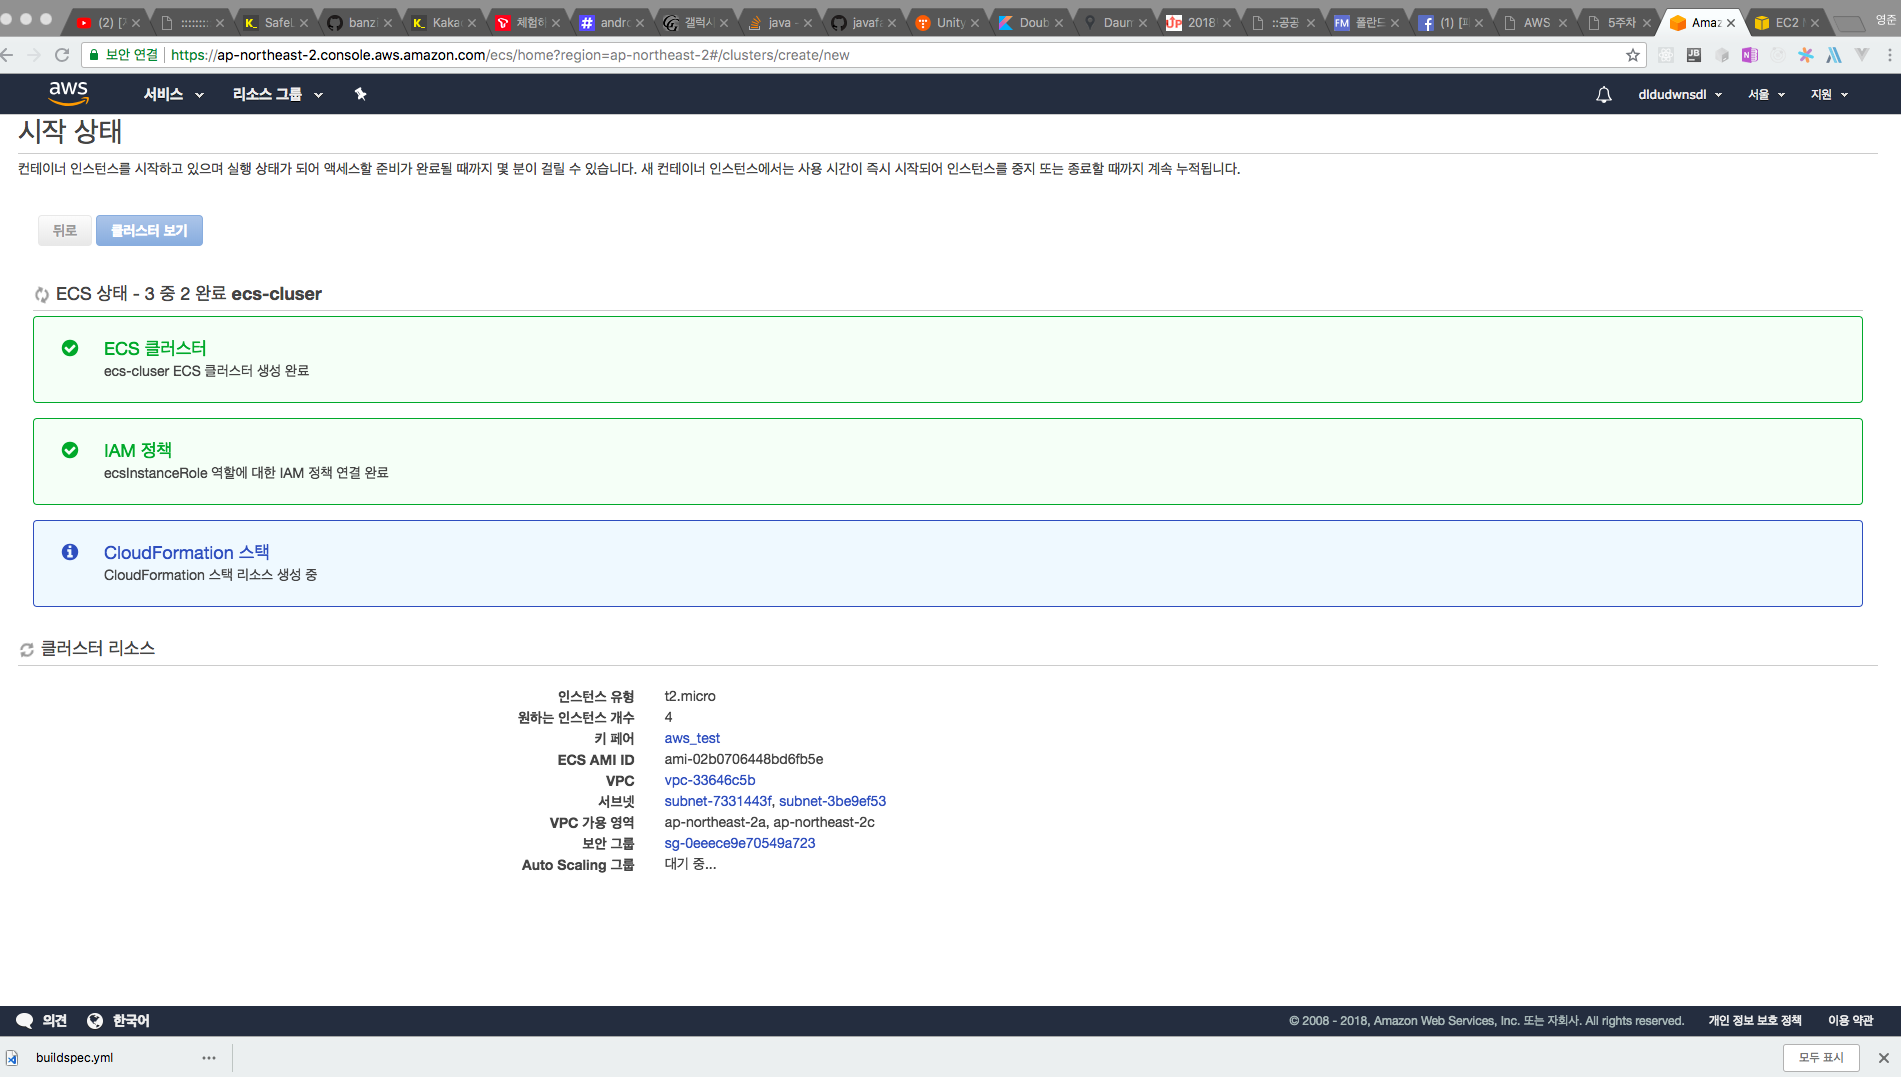 (2) [ㄹ
::::::::
SafeL
banzi
Kaka
체험하
andro
갤럭시
java -
javafa
Unity
Doub
Daum
2018
::공공
폴란드
(1) [ㅍ
AWS
5주차
Amaz
EC2 M
영준
보안 연결
https://ap-northeast-2.console.aws.amazon.com/ecs/home?region=ap-northeast-2#/clusters/create/new
aws
서비스
리소스 그룹
dldudwnsdl
서울
지원
시작 상태
컨테이너 인스턴스를 시작하고 있으며 실행 상태가 되어 액세스할 준비가 완료될 때까지 몇 분이 걸릴 수 있습니다. 새 컨테이너 인스턴스에서는 사용 시간이 즉시 시작되어 인스턴스를 중지 또는 종료할 때까지 계속 누적됩니다.
뒤로
클러스터 보기
ECS 상태 - 3 중 2 완료 ecs-cluser
ECS 클러스터
ecs-cluser ECS 클러스터 생성 완료
IAM 정책
ecsInstanceRole 역할에 대한 IAM 정책 연결 완료
CloudFormation 스택
CloudFormation 스택 리소스 생성 중
클러스터 리소스
인스턴스 유형 t2.micro
원하는 인스턴스 개수 4
키 페어 aws_test
ECS AMI ID ami-02b0706448bd6fb5e
VPC vpc-33646c5b
서브넷 subnet-7331443f, subnet-3be9ef53
VPC 가용 영역 ap-northeast-2a, ap-northeast-2c
보안 그룹 sg-0eeece9e70549a723
Auto Scaling 그룹 대기 중...
의견
한국어
© 2008 - 2018, Amazon Web Services, Inc. 또는 자회사. All rights reserved.
개인 정보 보호 정책
이용 약관
buildspec.yml
모두 표시